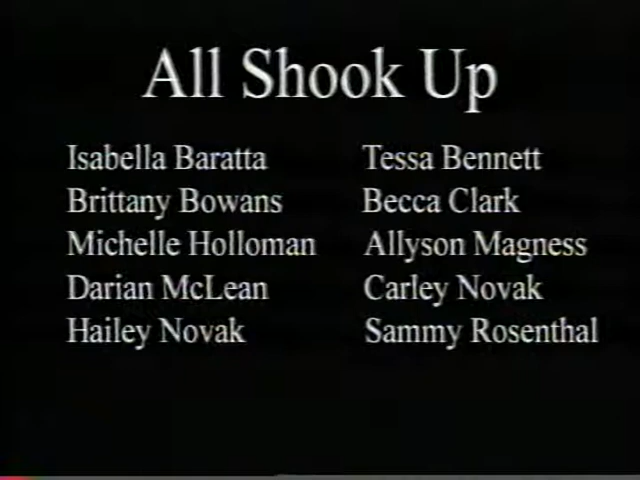 All Shook Up
Isabella Baratta
Tessa Bennett
Brittany Bowans
Becca Clark
Michelle Holloman
Allyson Magness
Darian McLean
Carley Novak
Hailey Novak
Sammy Rosenthal